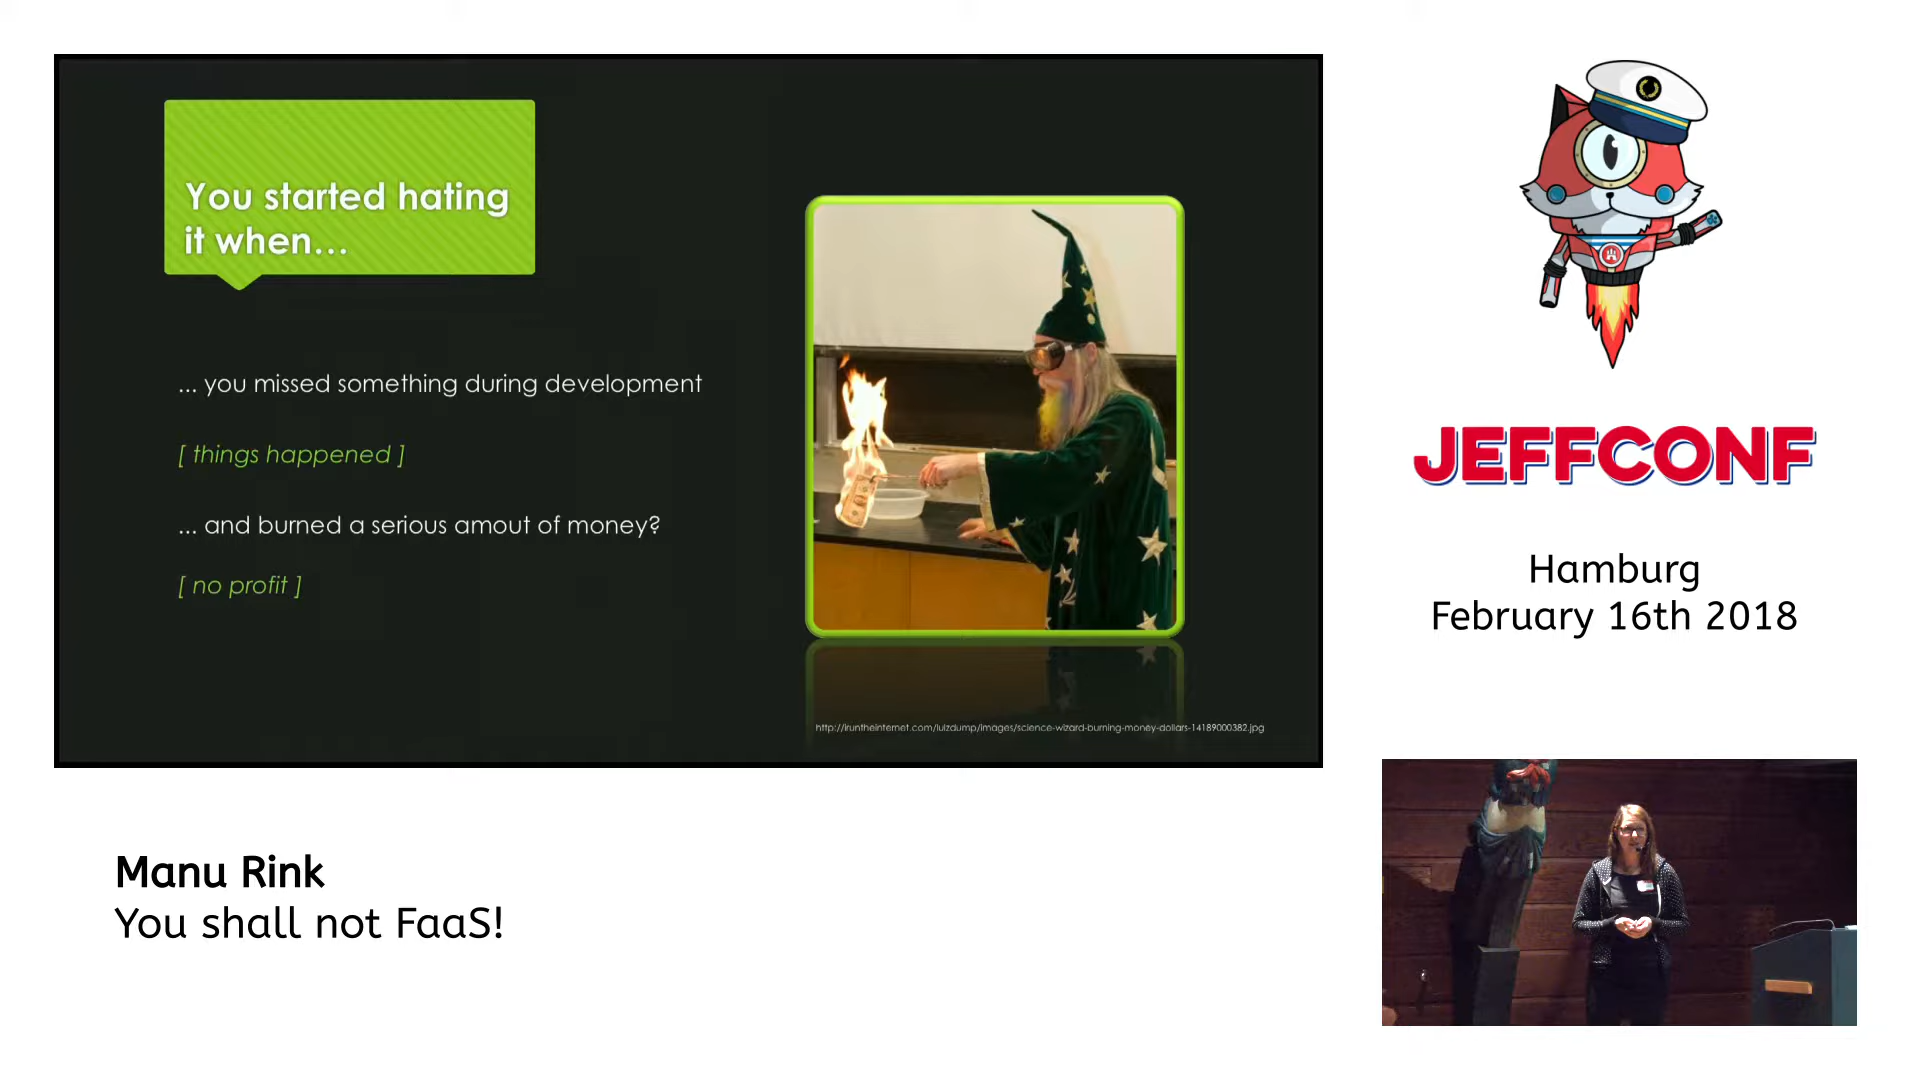 You started hating
it when...
... you missed something during development
[ things happened ]
... and burned a serious amout of money?
[ no profit ]
http://iruntheinternet.com/lulzdump/images/science-wizard-burning-money-dollars-14189000382.jpg
JEFFCONF
Hamburg
February 16th 2018
Manu Rink
You shall not FaaS!